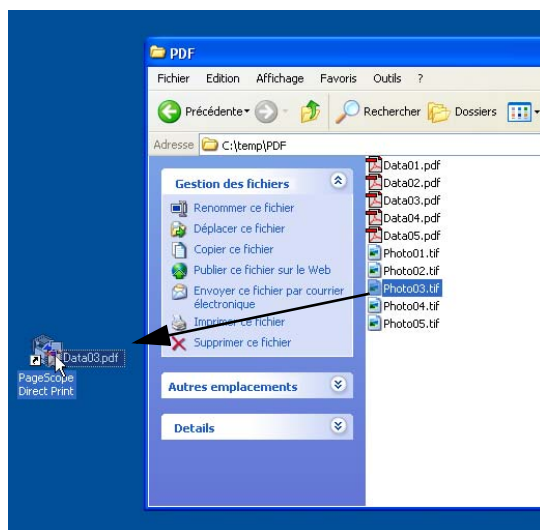 PDF
Fichier Edition Affichage Favoris Outils ?
Précédente Rechercher Dossiers
Adresse C:\temp\PDF
Gestion des fichiers
Renommer ce fichier
Déplacer ce fichier
Copier ce fichier
Publier ce fichier sur le Web
Envoyer ce fichier par courrier
électronique
Imprimer ce fichier
Supprimer ce fichier
Autres emplacements
Details
Data01.pdf
Data02.pdf
Data03.pdf
Data04.pdf
Data05.pdf
Photo01.tif
Photo02.tif
Photo03.tif
Photo04.tif
Photo05.tif
Data03.pdf
PageScope
Direct Print